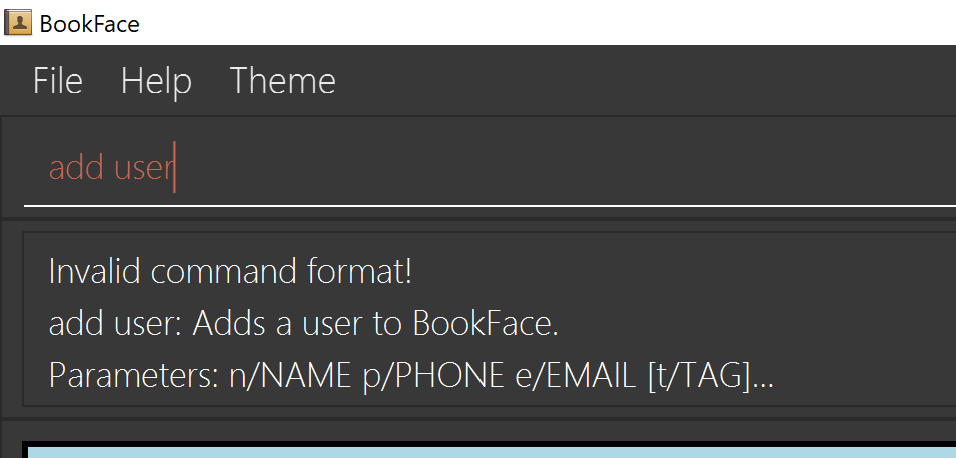 BookFace
File Help Theme
add user
Invalid command format!
add user: Adds a user to BookFace.
Parameters: n/NAME p/PHONE e/EMAIL [t/TAG]...